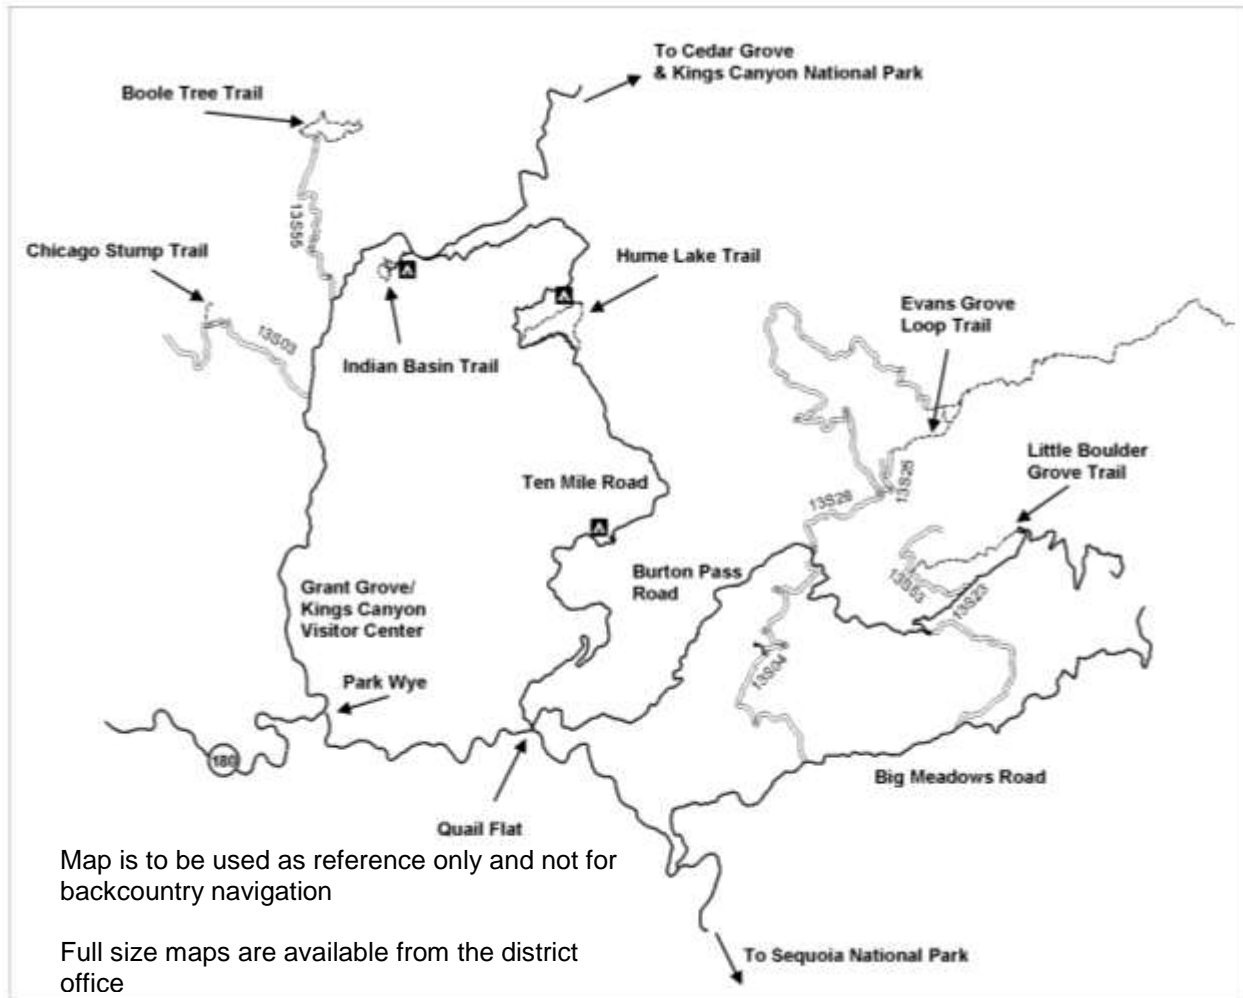 To Cedar Grove
& Kings Canyon National Park
Boole Tree Trail
13S55
Chicago Stump Trail
Hume Lake Trail
13S03
Evans Grove
Loop Trail
Indian Basin Trail
Little Boulder
Grove Trail
13S25
Ten Mile Road
13S26
Burton Pass
Road
Grant Grove/
Kings Canyon
Visitor Center
13S53
13S23
13S04
Park Wye
180
Big Meadows Road
Quail Flat
Map is to be used as reference only and not for
backcountry navigation
To Sequoia National Park
Full size maps are available from the district
office